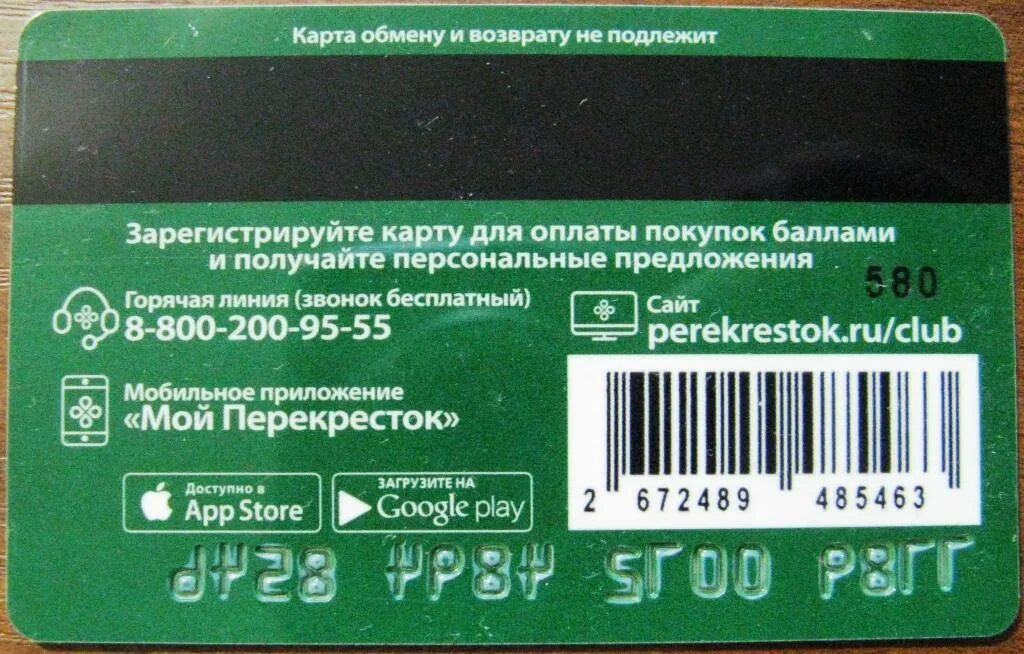 Карта обмену и возврату не подлежит
Зарегистрируйте карту для оплаты покупок баллами
и получайте персональные предложения
580
Горячая линия (звонок бесплатный)
8-800-200-95-55
Сайт
perekrestok.ru/club
Мобильное приложение
«Мой Перекресток»
Доступно в
App Store
ЗАГРУЗИТЕ НА
Google play
2 672489 485463